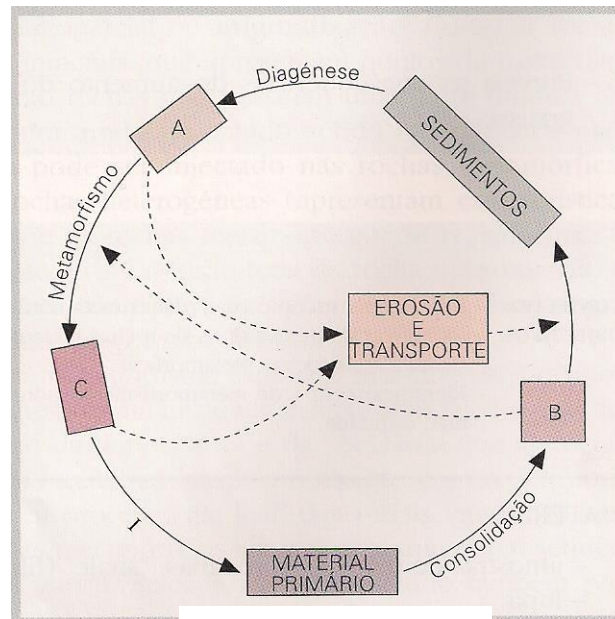 Diagénese
A
SEDIMENTOS
Metamorfismo
EROSÃO
E
TRANSPORTE
C
B
I
MATERIAL
PRIMÁRIO
Consolidação